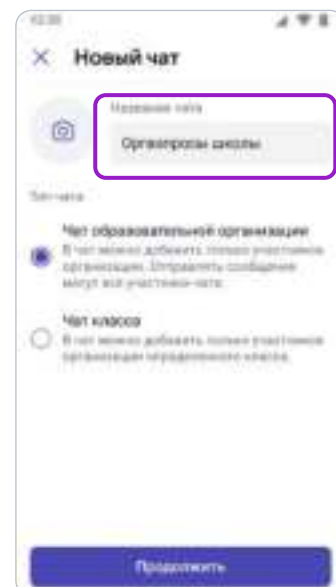 Новый чат
Название чата
Оргвопросы школы
Тип чата
Чат образовательной организации
В чат можно добавить только участников
организации. Отправлять сообщения
могут все участники чата.
Чат класса
В чат можно добавить только участников
организации определенного класса.
Продолжить